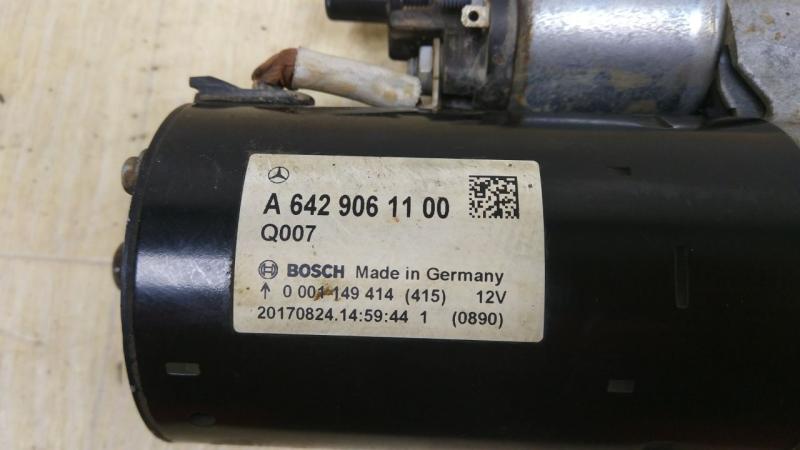 A 642 906 11 00
Q007
BOSCH Made in Germany
↑ 0 001 149 414 (415) 12V
20170824.14:59:44 1 (0890)